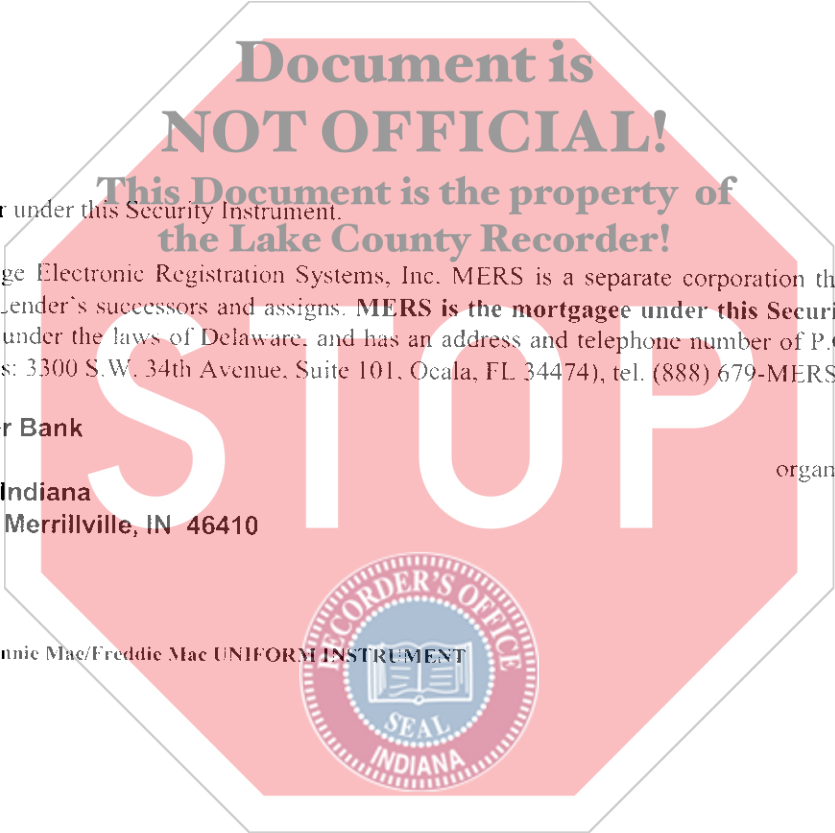 Document is
NOT OFFICIAL!
This Document is the property of
r under this Security Instrument.
the Lake County Recorder!
ge Electronic Registration Systems, Inc. MERS is a separate corporation th
Lender's successors and assigns. MERS is the mortgagee under this Securi
under the laws of Delaware, and has an address and telephone number of P.
s: 3300 S.W. 34th Avenue, Suite 101, Ocala, FL 34474), tel. (888) 679-MERS
STOP
r Bank
organ
Indiana
Merrillville, IN 46410
RECORDER'S OFFICE
nnie Mae/Freddie Mac UNIFORM INSTRUMENT
SEAL
INDIANA